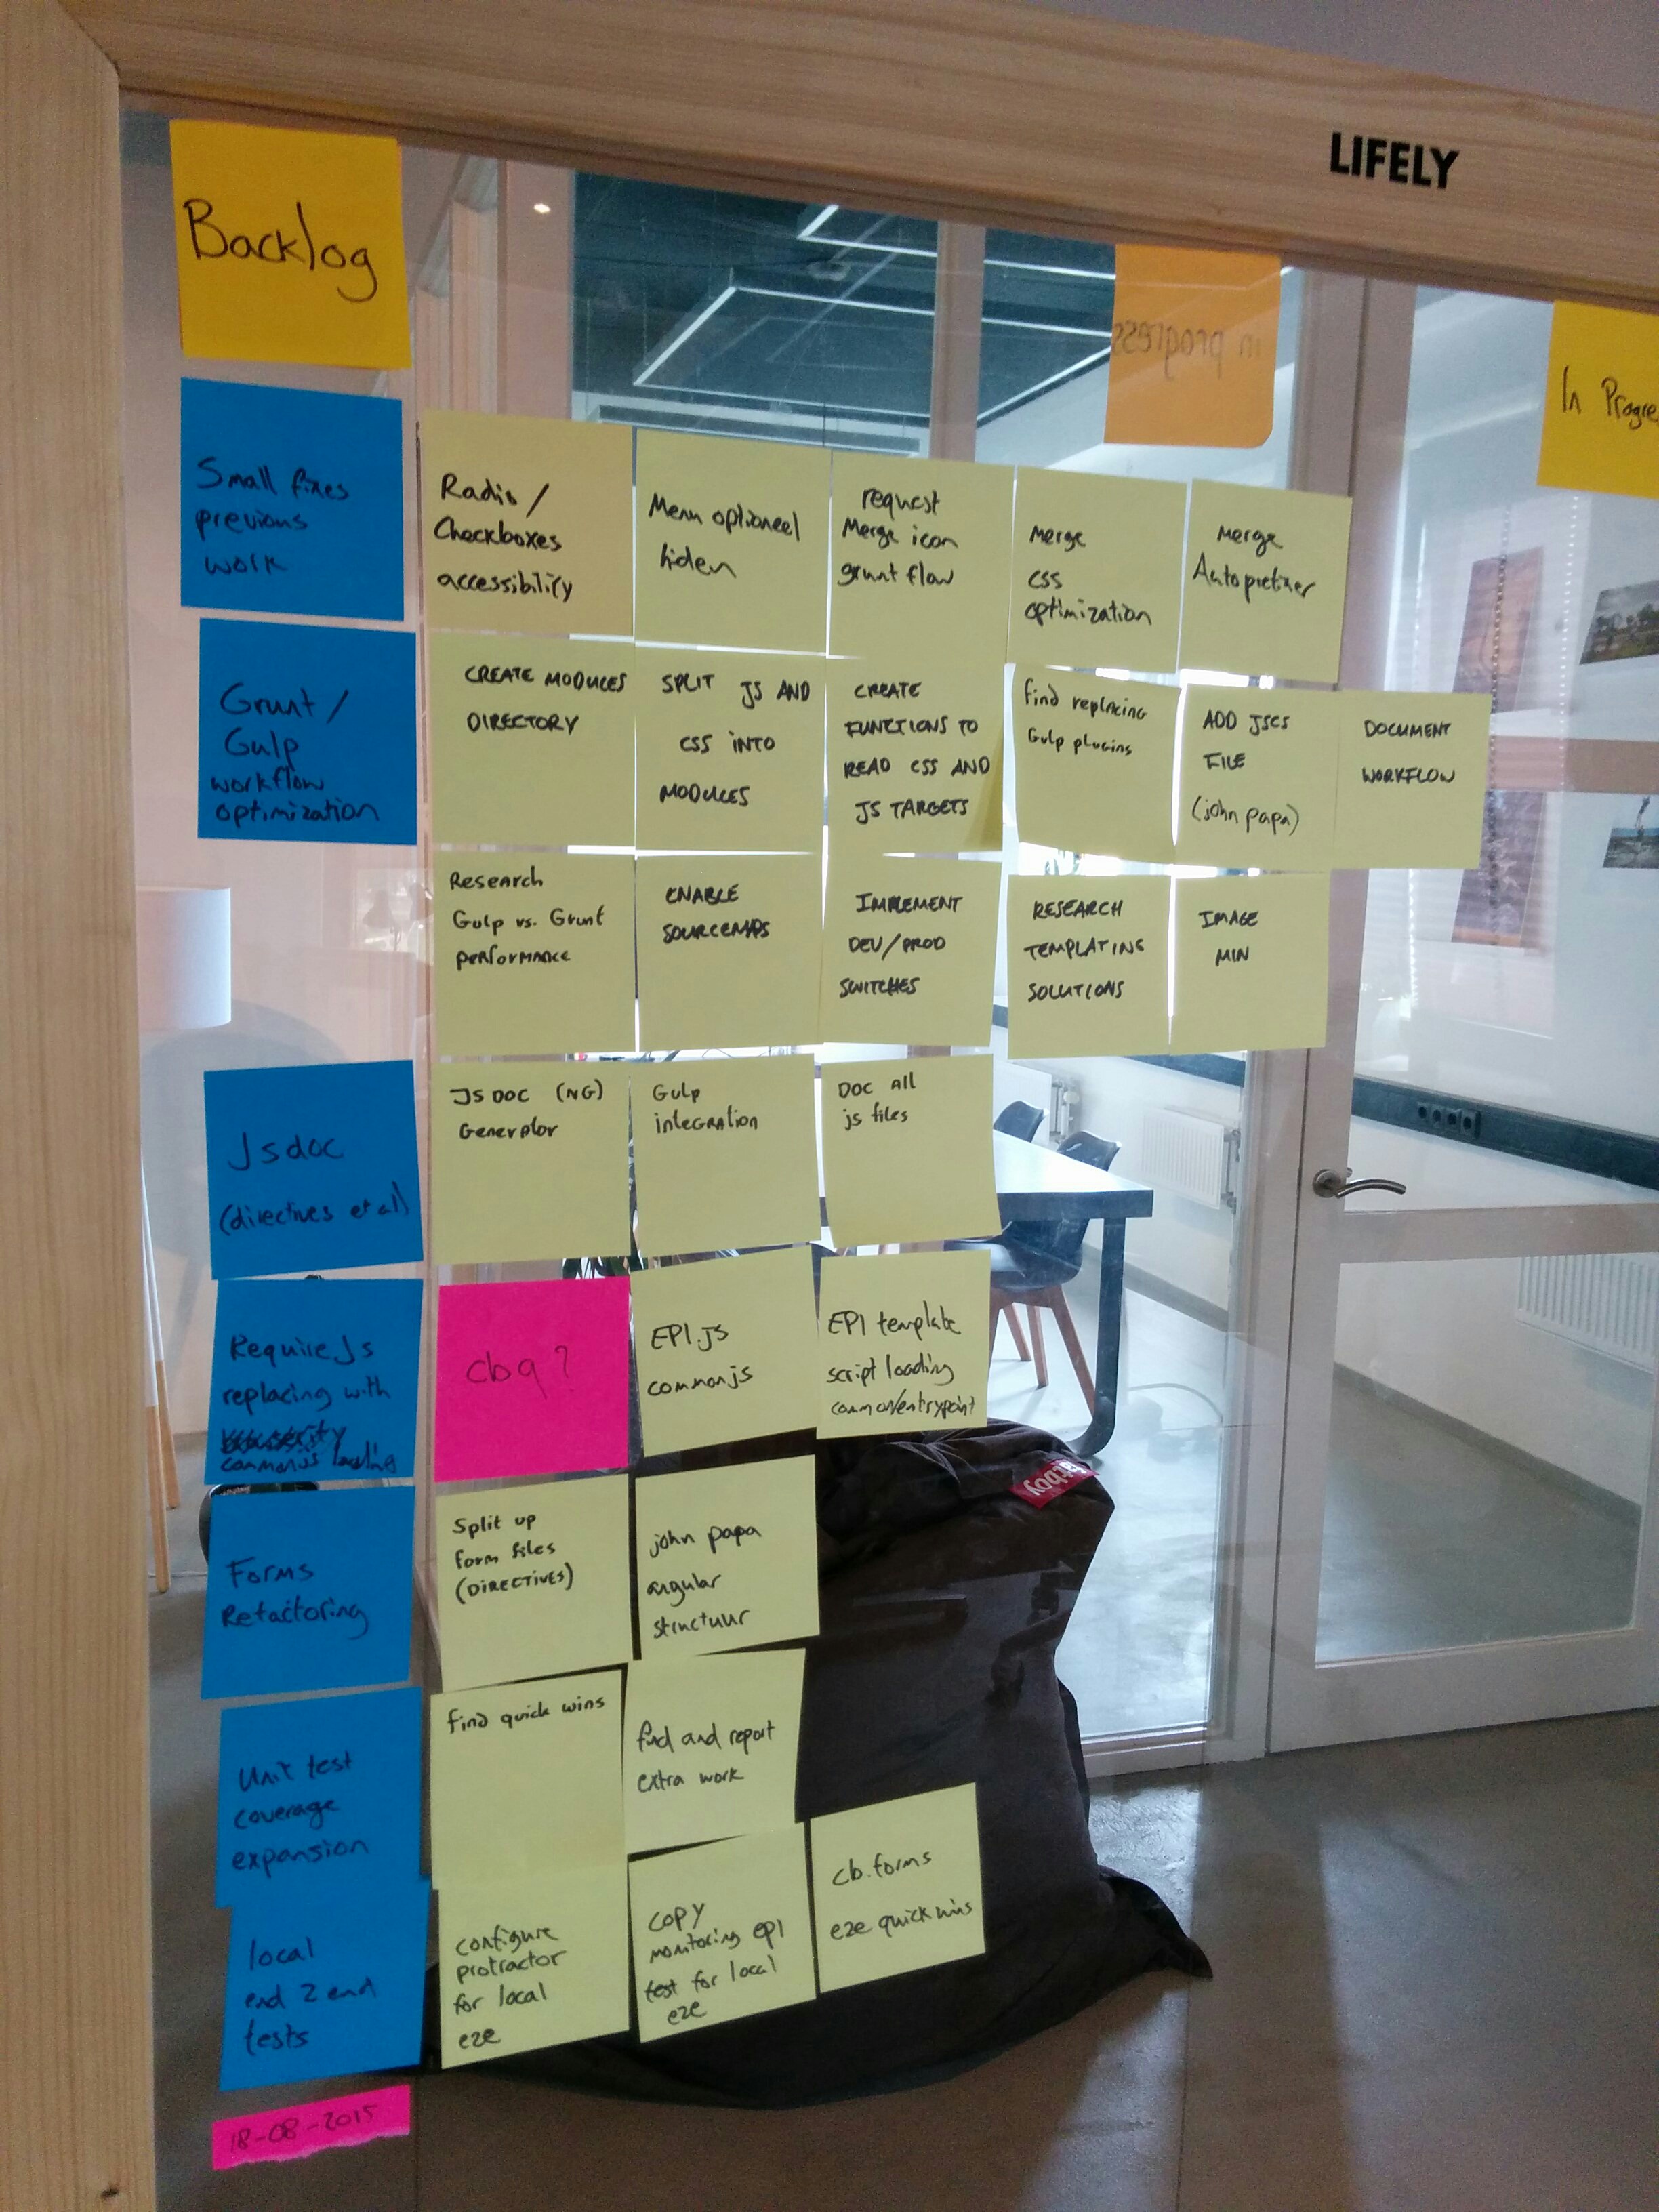 LIFELY
Backlog
in progress
In Progre
Small fixes
previous
work
Radio /
Checkboxes
accessibility
Menu optioneel
hiden
request
Merge icon
grunt flow
Merge
CSS
optimization
Merge
Autoprefixer
Grunt /
Gulp
workflow
optimization
CREATE MODULES
DIRECTORY
SPLIT JS AND
CSS INTO
MODULES
CREATE
FUNCTIONS TO
READ CSS AND
JS TARGETS
find replacing
Gulp plugins
ADD JSCS
FILE
(john papa)
DOCUMENT
WORKFLOW
Research
Gulp vs. Grunt
performance
ENABLE
SOURCEMAPS
IMPLEMENT
DEV/PROD
SWITCHES
RESEARCH
TEMPLATING
SOLUTIONS
IMAGE
MIN
Jsdoc
(directives et al)
JSDOC (NG)
Generator
Gulp
integration
DOC All
js files
RequireJs
replacing with
commonjs loading
cbq?
EPI.js
commonjs
EPI template
script loading
common/entrypoint
fatboy
Forms
Refactoring
Split up
form files
(DIRECTIVES)
john papa
angular
structuur
Unit test
coverage
expansion
find quick wins
find and report
extra work
local
end 2 end
tests
configure
protractor
for local
e2e
copy
monitoring epi
test for local
e2e
cb.forms
e2e quick wins
18-08-2015